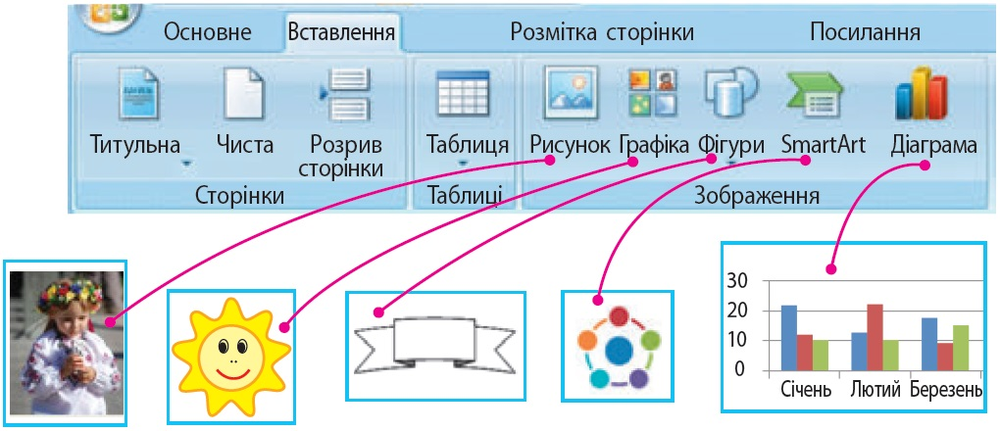 Основне Вставлення Розмітка сторінки Посилання
Титульна Чиста Розрив сторінки Таблиця Рисунок Графіка Фігури SmartArt Діаграма
Сторінки Таблиці Зображення
30
20
10
0
Січень Лютий Березень